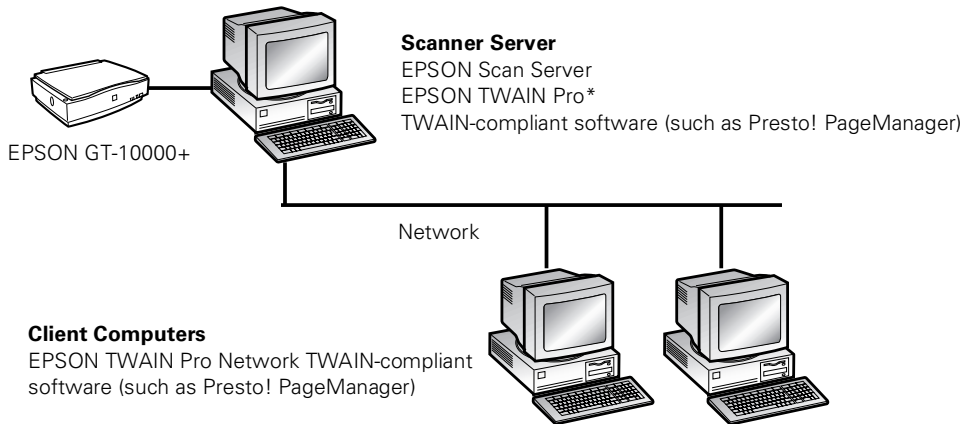 Scanner Server
EPSON Scan Server
EPSON TWAIN Pro*
TWAIN-compliant software (such as Presto! PageManager)
EPSON GT-10000+
Network
Client Computers
EPSON TWAIN Pro Network TWAIN-compliant
software (such as Presto! PageManager)